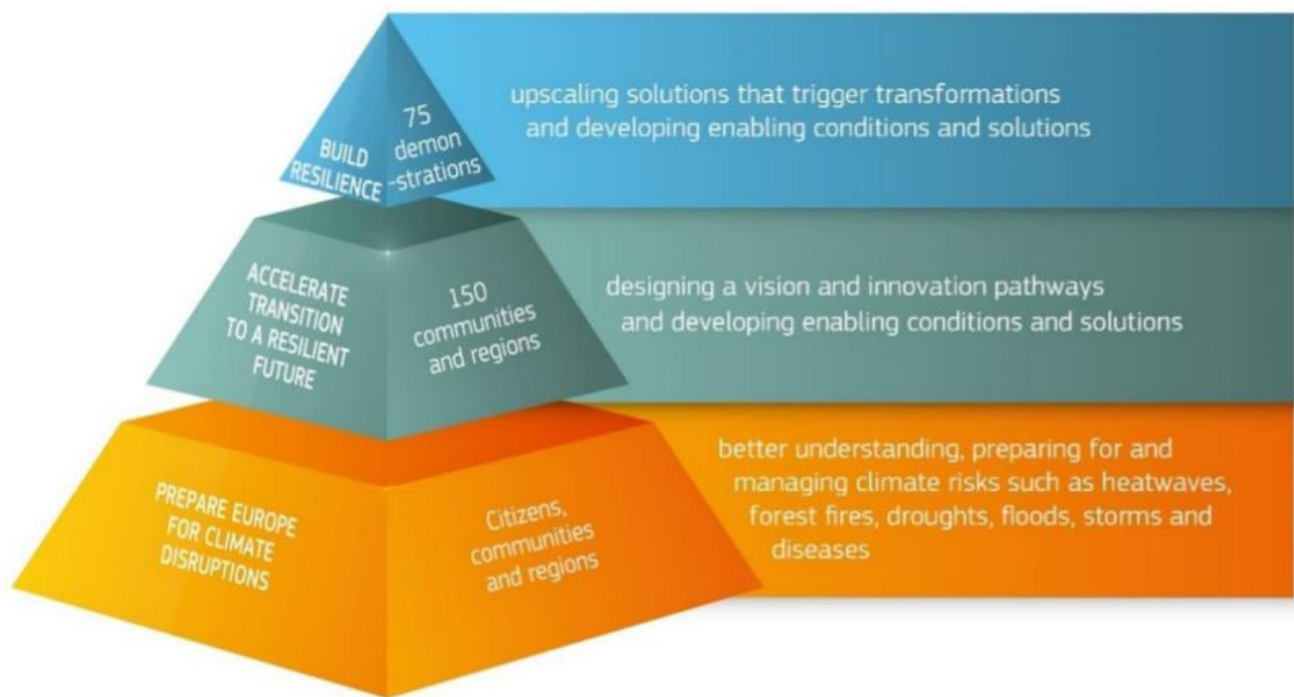 BUILD
RESILIENCE
75
demon
-strations
upscaling solutions that trigger transformations
and developing enabling conditions and solutions
ACCELERATE
TRANSITION
TO A RESILIENT
FUTURE
150
communities
and regions
designing a vision and innovation pathways
and developing enabling conditions and solutions
PREPARE EUROPE
FOR CLIMATE
DISRUPTIONS
Citizens,
communities
and regions
better understanding, preparing for and
managing climate risks such as heatwaves,
forest fires, droughts, floods, storms and
diseases